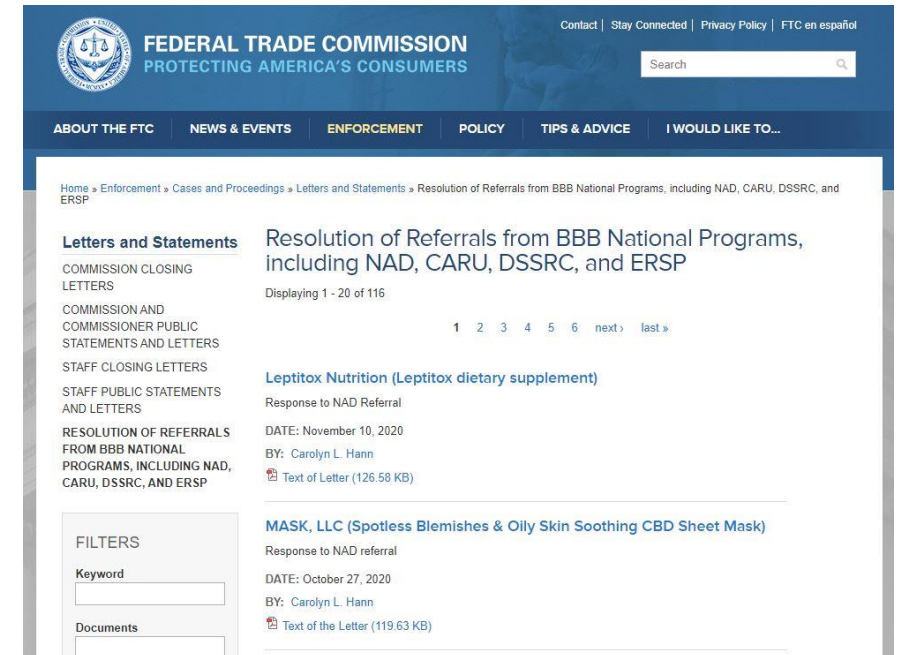 Contact | Stay Connected | Privacy Policy | FTC en español
FEDERAL TRADE COMMISSION
PROTECTING AMERICA'S CONSUMERS
Search
ABOUT THE FTC NEWS & EVENTS ENFORCEMENT POLICY TIPS & ADVICE I WOULD LIKE TO...
Home » Enforcement » Cases and Proceedings » Letters and Statements » Resolution of Referrals from BBB National Programs, including NAD, CARU, DSSRC, and
ERSP
Letters and Statements
COMMISSION CLOSING
LETTERS
COMMISSION AND
COMMISSIONER PUBLIC
STATEMENTS AND LETTERS
STAFF CLOSING LETTERS
STAFF PUBLIC STATEMENTS
AND LETTERS
RESOLUTION OF REFERRALS
FROM BBB NATIONAL
PROGRAMS, INCLUDING NAD,
CARU, DSSRC, AND ERSP
FILTERS
Keyword
Documents
Resolution of Referrals from BBB National Programs,
including NAD, CARU, DSSRC, and ERSP
Displaying 1 - 20 of 116
1 2 3 4 5 6 next › last »
Leptitox Nutrition (Leptitox dietary supplement)
Response to NAD Referral
DATE: November 10, 2020
BY: Carolyn L. Hann
Text of Letter (126.58 KB)
MASK, LLC (Spotless Blemishes & Oily Skin Soothing CBD Sheet Mask)
Response to NAD referral
DATE: October 27, 2020
BY: Carolyn L. Hann
Text of the Letter (119.63 KB)